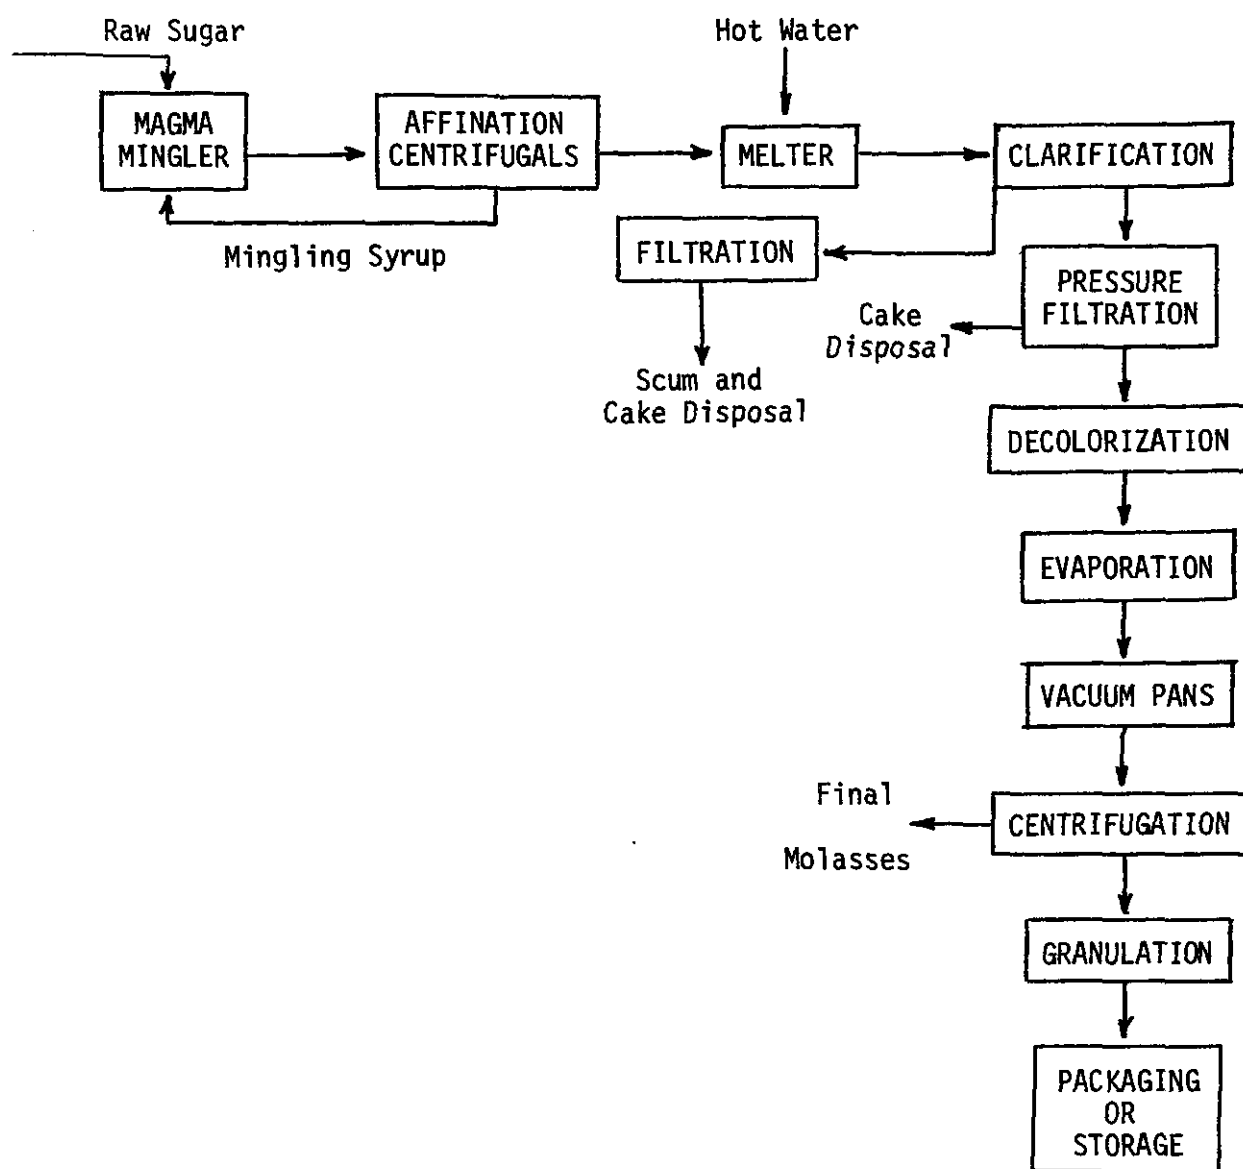 Raw Sugar
Hot Water
MAGMA
MINGLER
AFFINATION
CENTRIFUGALS
MELTER
CLARIFICATION
Mingling Syrup
FILTRATION
PRESSURE
FILTRATION
Cake
Disposal
Scum and
Cake Disposal
DECOLORIZATION
EVAPORATION
VACUUM PANS
Final
Molasses
CENTRIFUGATION
GRANULATION
PACKAGING
OR
STORAGE